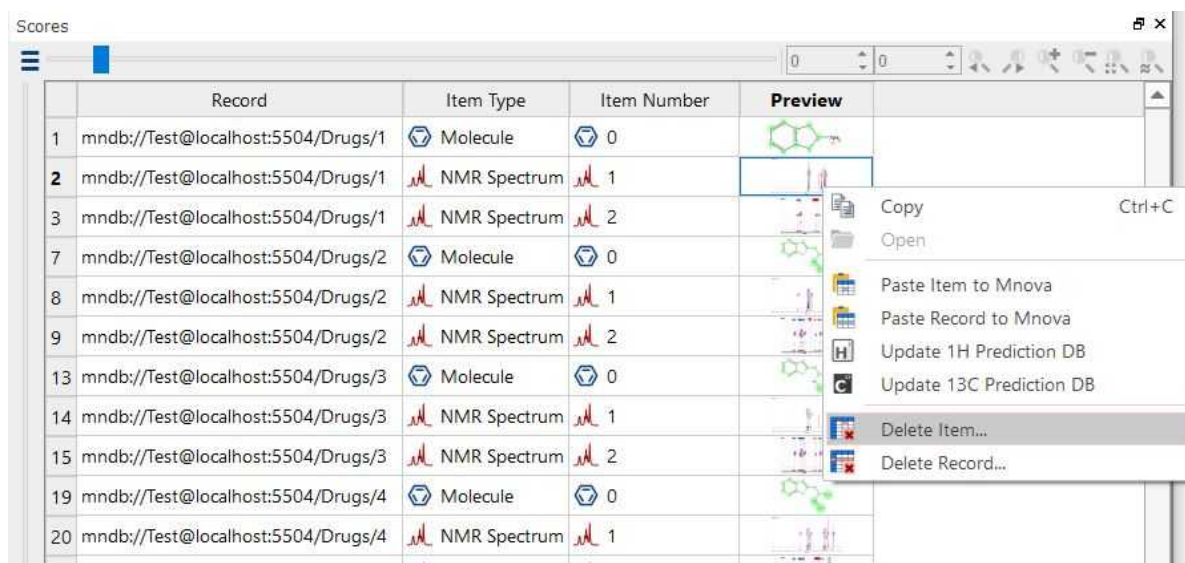 Scores
0 0
Record Item Type Item Number Preview
1 mndb://Test@localhost:5504/Drugs/1 Molecule 0
2 mndb://Test@localhost:5504/Drugs/1 NMR Spectrum 1
3 mndb://Test@localhost:5504/Drugs/1 NMR Spectrum 2
7 mndb://Test@localhost:5504/Drugs/2 Molecule 0
8 mndb://Test@localhost:5504/Drugs/2 NMR Spectrum 1
9 mndb://Test@localhost:5504/Drugs/2 NMR Spectrum 2
13 mndb://Test@localhost:5504/Drugs/3 Molecule 0
14 mndb://Test@localhost:5504/Drugs/3 NMR Spectrum 1
15 mndb://Test@localhost:5504/Drugs/3 NMR Spectrum 2
19 mndb://Test@localhost:5504/Drugs/4 Molecule 0
20 mndb://Test@localhost:5504/Drugs/4 NMR Spectrum 1
Copy Ctrl+C
Open
Paste Item to Mnova
Paste Record to Mnova
H Update 1H Prediction DB
C Update 13C Prediction DB
Delete Item...
Delete Record...